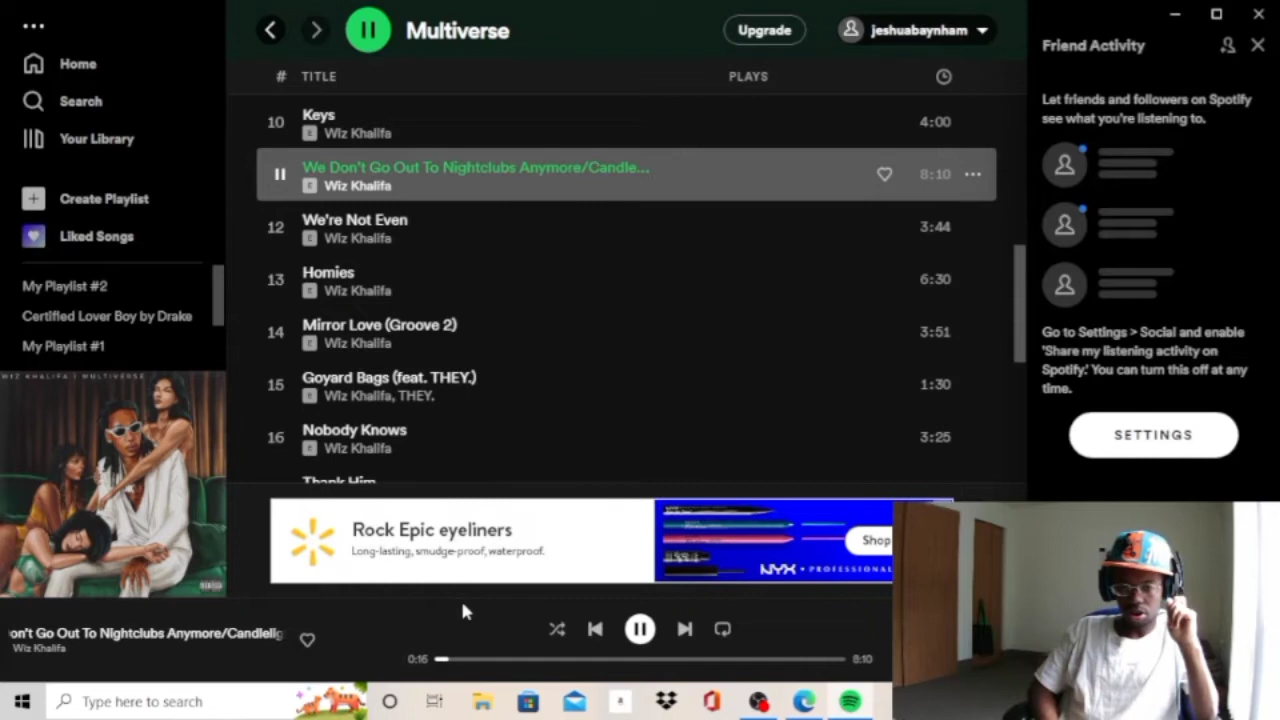 Home
Search
Your Library
Create Playlist
Liked Songs
My Playlist #2
Certified Lover Boy by Drake
My Playlist #1
WIZ KHALIFA / MULTIVERSE
Multiverse
Upgrade
jeshuabaynham
# TITLE PLAYS
10 Keys 4:00
E Wiz Khalifa
We Don't Go Out To Nightclubs Anymore/Candle... 8:10
E Wiz Khalifa
12 We're Not Even 3:44
E Wiz Khalifa
13 Homies 6:30
E Wiz Khalifa
14 Mirror Love (Groove 2) 3:51
E Wiz Khalifa
15 Goyard Bags (feat. THEY.) 1:30
E Wiz Khalifa, THEY.
16 Nobody Knows 3:25
E Wiz Khalifa
Thank Him
Rock Epic eyeliners
Long-lasting, smudge-proof, waterproof.
Shop
NYX • PROFESSIONAL
Friend Activity
Let friends and followers on Spotify
see what you're listening to.
Go to Settings > Social and enable
'Share my listening activity on
Spotify.' You can turn this off at any
time.
SETTINGS
on't Go Out To Nightclubs Anymore/Candlelig
Wiz Khalifa
0:16 8:10
Type here to search